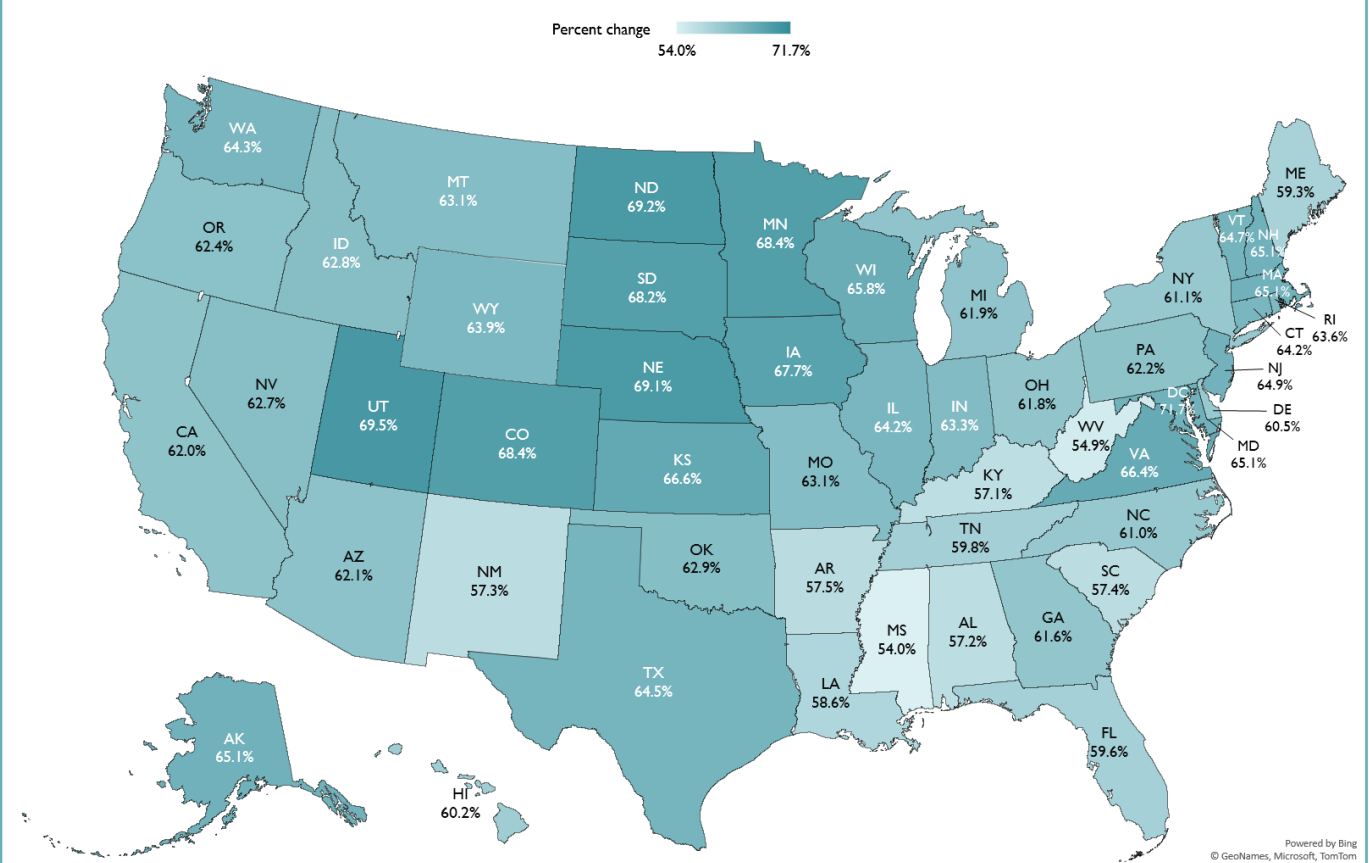 Percent change
54.0% 71.7%
WA
64.3%
MT
63.1%
ND
69.2%
MN
68.4%
ME
59.3%
OR
62.4%
ID
62.8%
WI
65.8%
VT
64.7%
NH
65.1%
SD
68.2%
MI
61.9%
NY
61.1%
MA
65.1%
WY
63.9%
RI
63.6%
CT
64.2%
IA
67.7%
PA
62.2%
NE
69.1%
NJ
64.9%
NV
62.7%
UT
69.5%
OH
61.8%
DC
71.7%
DE
60.5%
IL
64.2%
IN
63.3%
CA
62.0%
CO
68.4%
WV
54.9%
MD
65.1%
KS
66.6%
MO
63.1%
VA
66.4%
KY
57.1%
NC
61.0%
TN
59.8%
AZ
62.1%
OK
62.9%
NM
57.3%
AR
57.5%
SC
57.4%
GA
61.6%
MS
54.0%
AL
57.2%
TX
64.5%
LA
58.6%
AK
65.1%
FL
59.6%
HI
60.2%
Powered by Bing
© GeoNames, Microsoft, TomTom